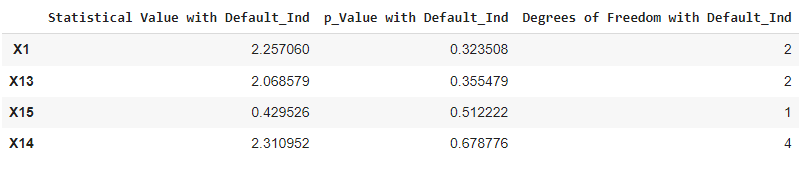 Statistical Value with Default_Ind p_Value with Default_Ind Degrees of Freedom with Default_Ind
X1 2.257060 0.323508 2
X13 2.068579 0.355479 2
X15 0.429526 0.512222 1
X14 2.310952 0.678776 4